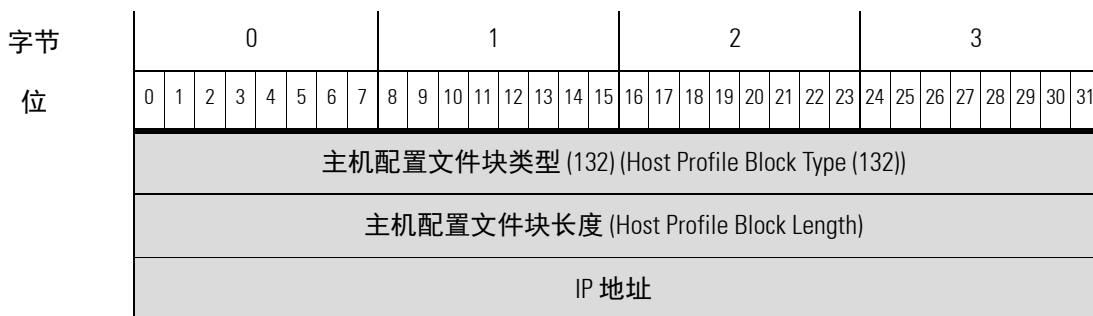 字节 0 1 2 3
位 0 1 2 3 4 5 6 7 8 9 10 11 12 13 14 15 16 17 18 19 20 21 22 23 24 25 26 27 28 29 30 31
主机配置文件块类型 (132) (Host Profile Block Type (132))
主机配置文件块长度 (Host Profile Block Length)
IP 地址